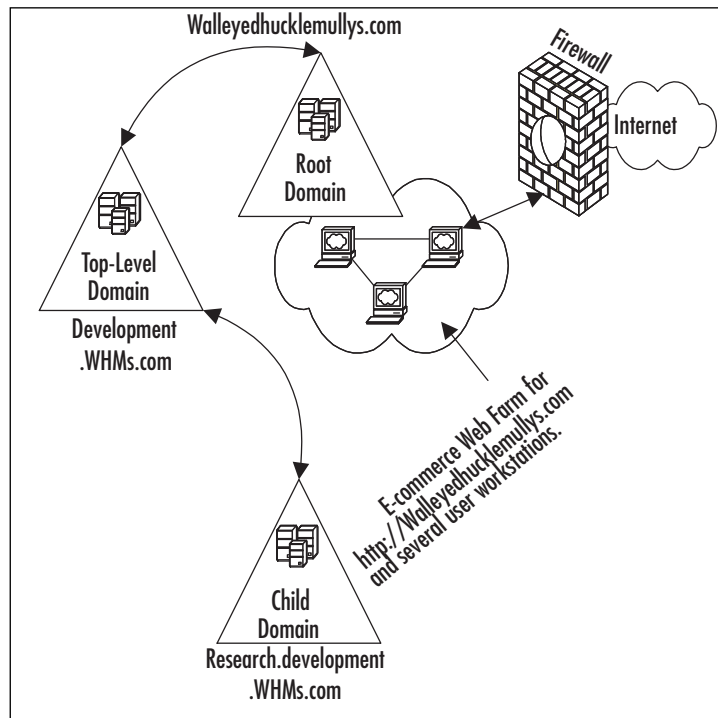 Walleyedhucklemullys.com
Firewall
Internet
Root
Domain
Top-Level
Domain
Development
.WHMs.com
E-commerce Web Farm for
http://Walleyedhucklemullys.com
and several user workstations.
Child
Domain
Research.development
.WHMs.com